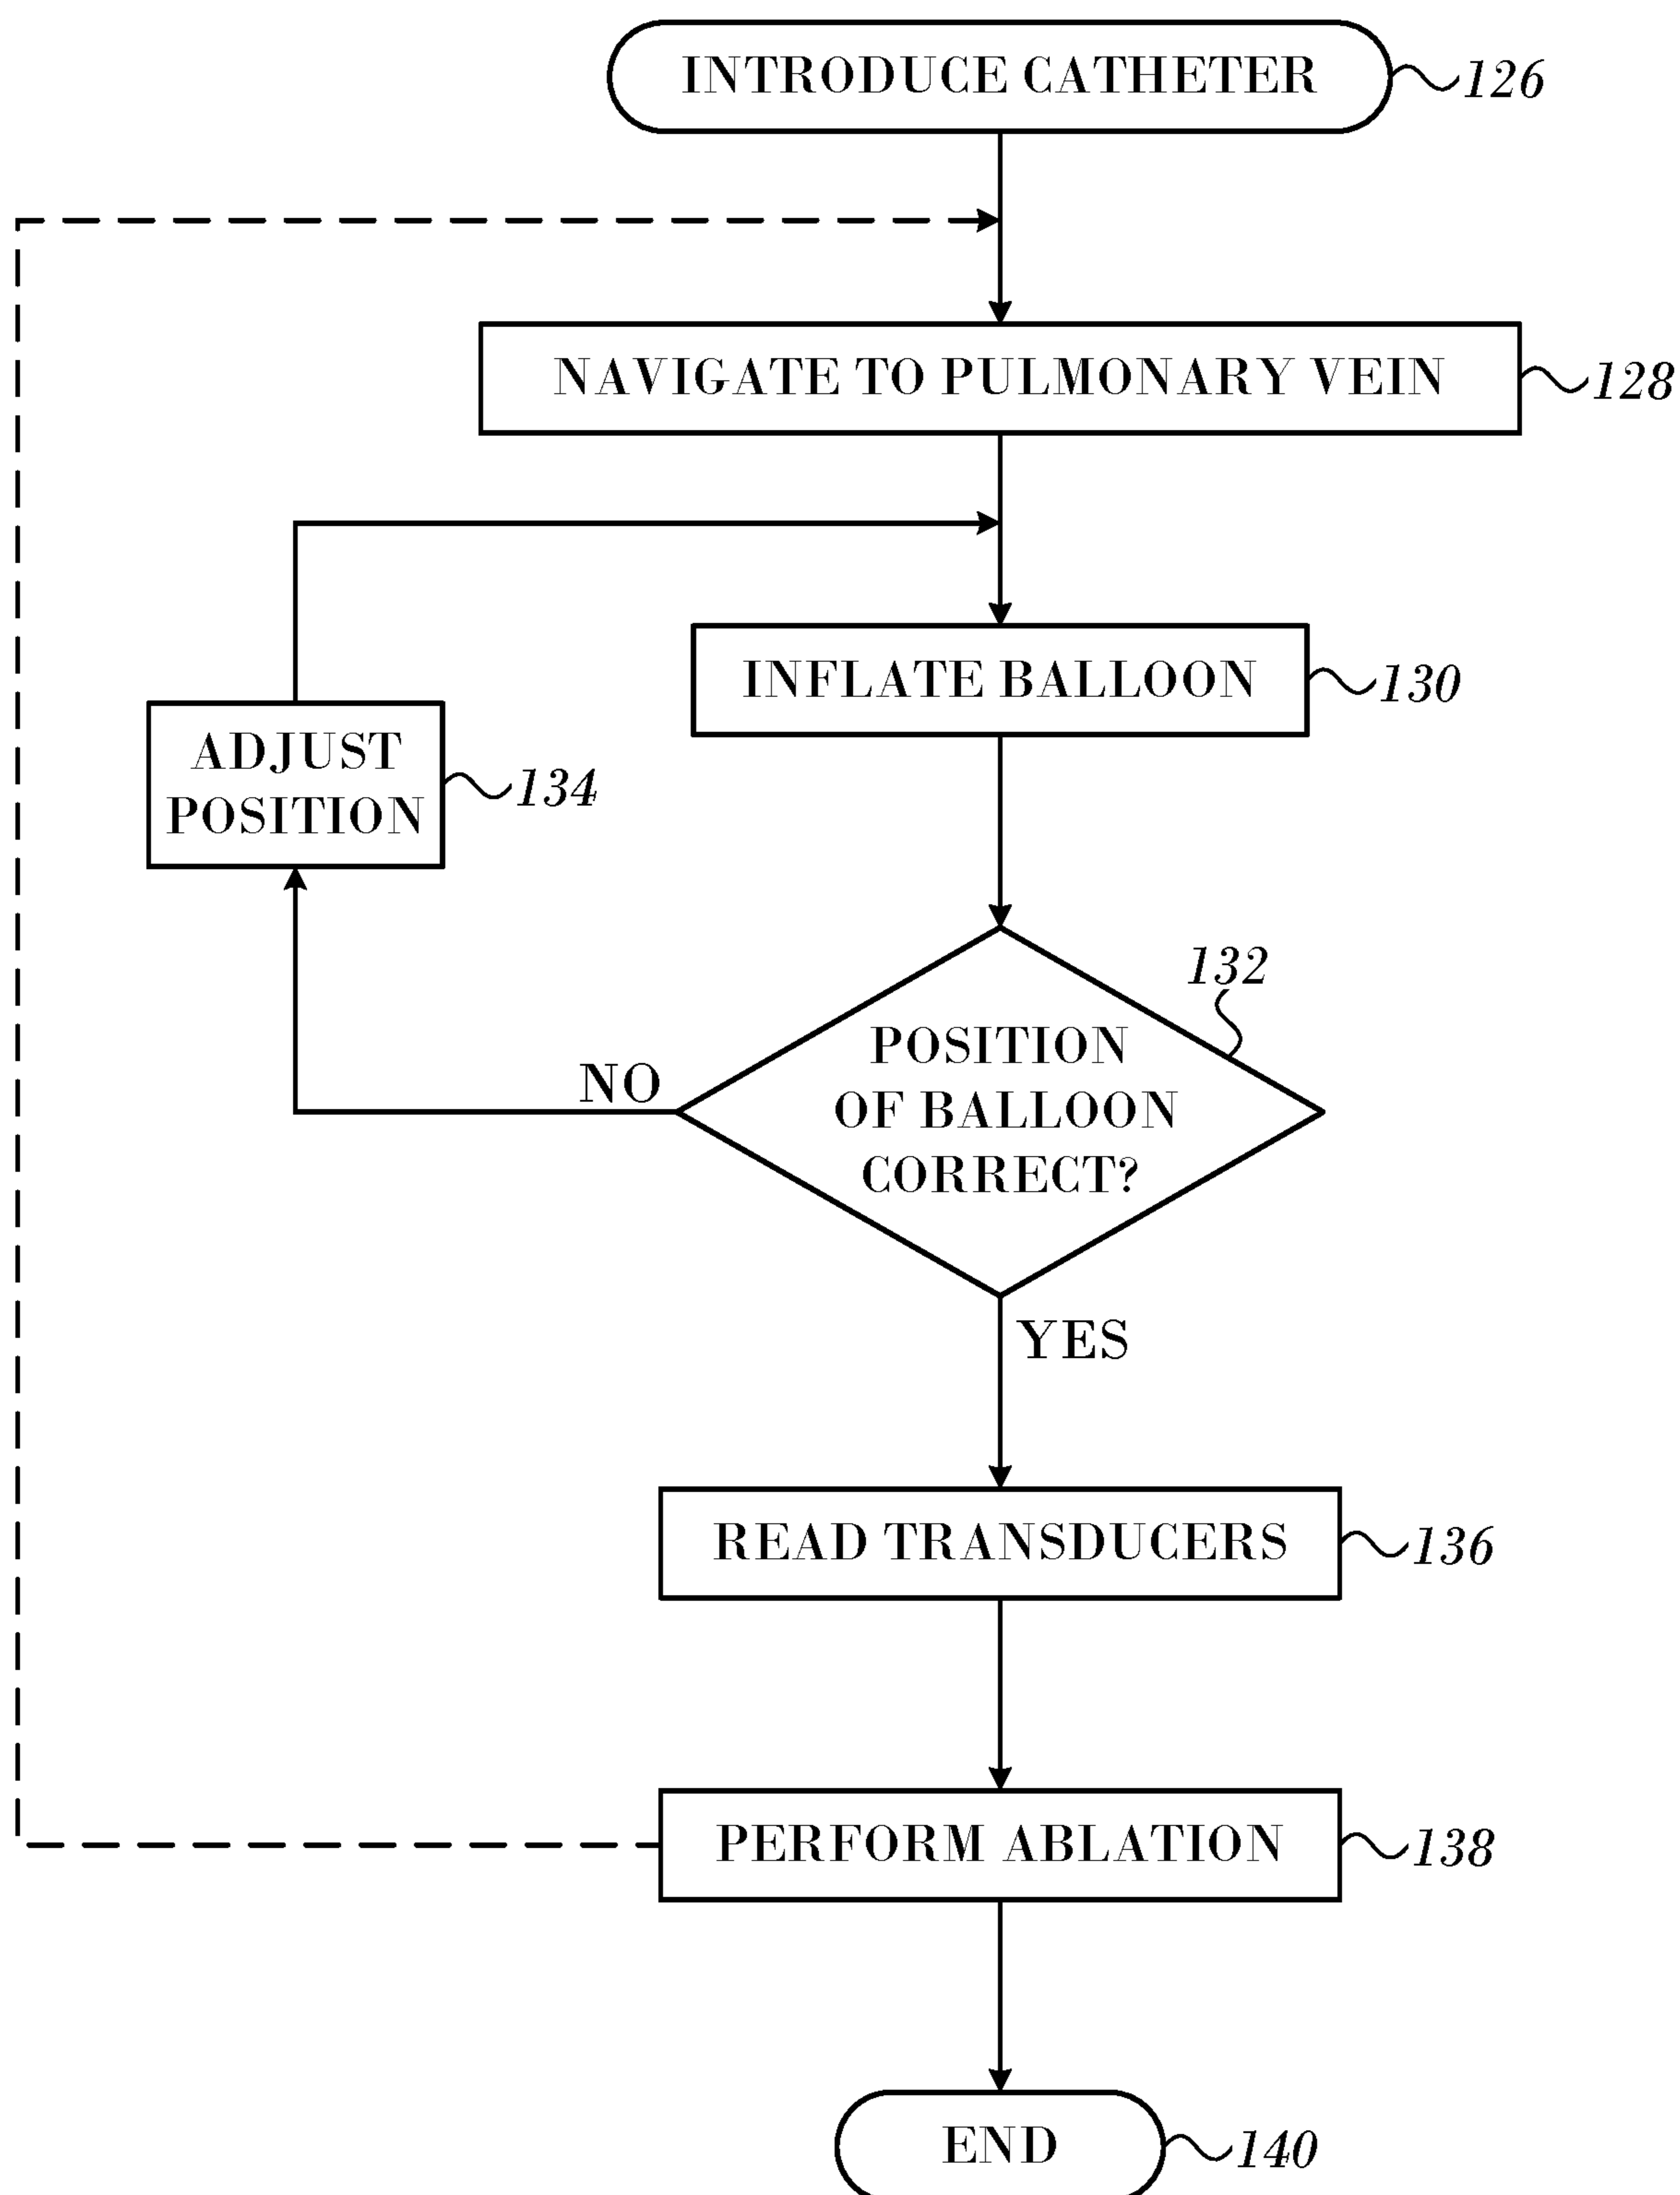 INTRODUCE CATHETER 126
NAVIGATE TO PULMONARY VEIN 128
INFLATE BALLOON 130
ADJUST
POSITION
134
132
POSITION
OF BALLOON
CORRECT?
NO
YES
READ TRANSDUCERS 136
PERFORM ABLATION 138
END 140